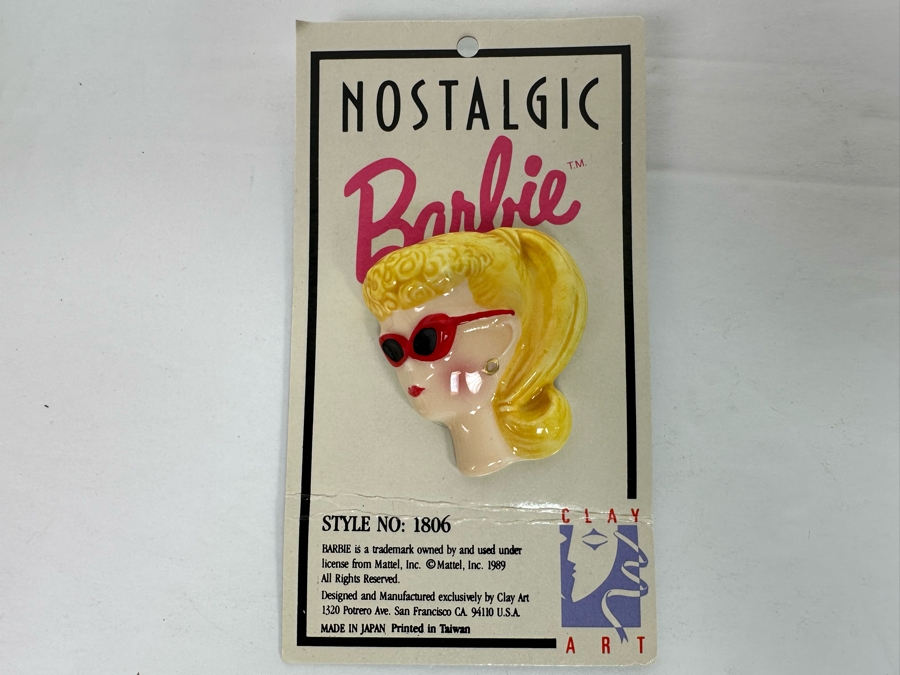 NOSTALGIC
Barbie T.M.
STYLE NO: 1806
BARBIE is a trademark owned by and used under
license from Mattel, Inc. ©Mattel, Inc. 1989
All Rights Reserved.
Designed and Manufactured exclusively by Clay Art
1320 Potrero Ave. San Francisco CA. 94110 U.S.A.
MADE IN JAPAN Printed in Taiwan
CLAY
ART